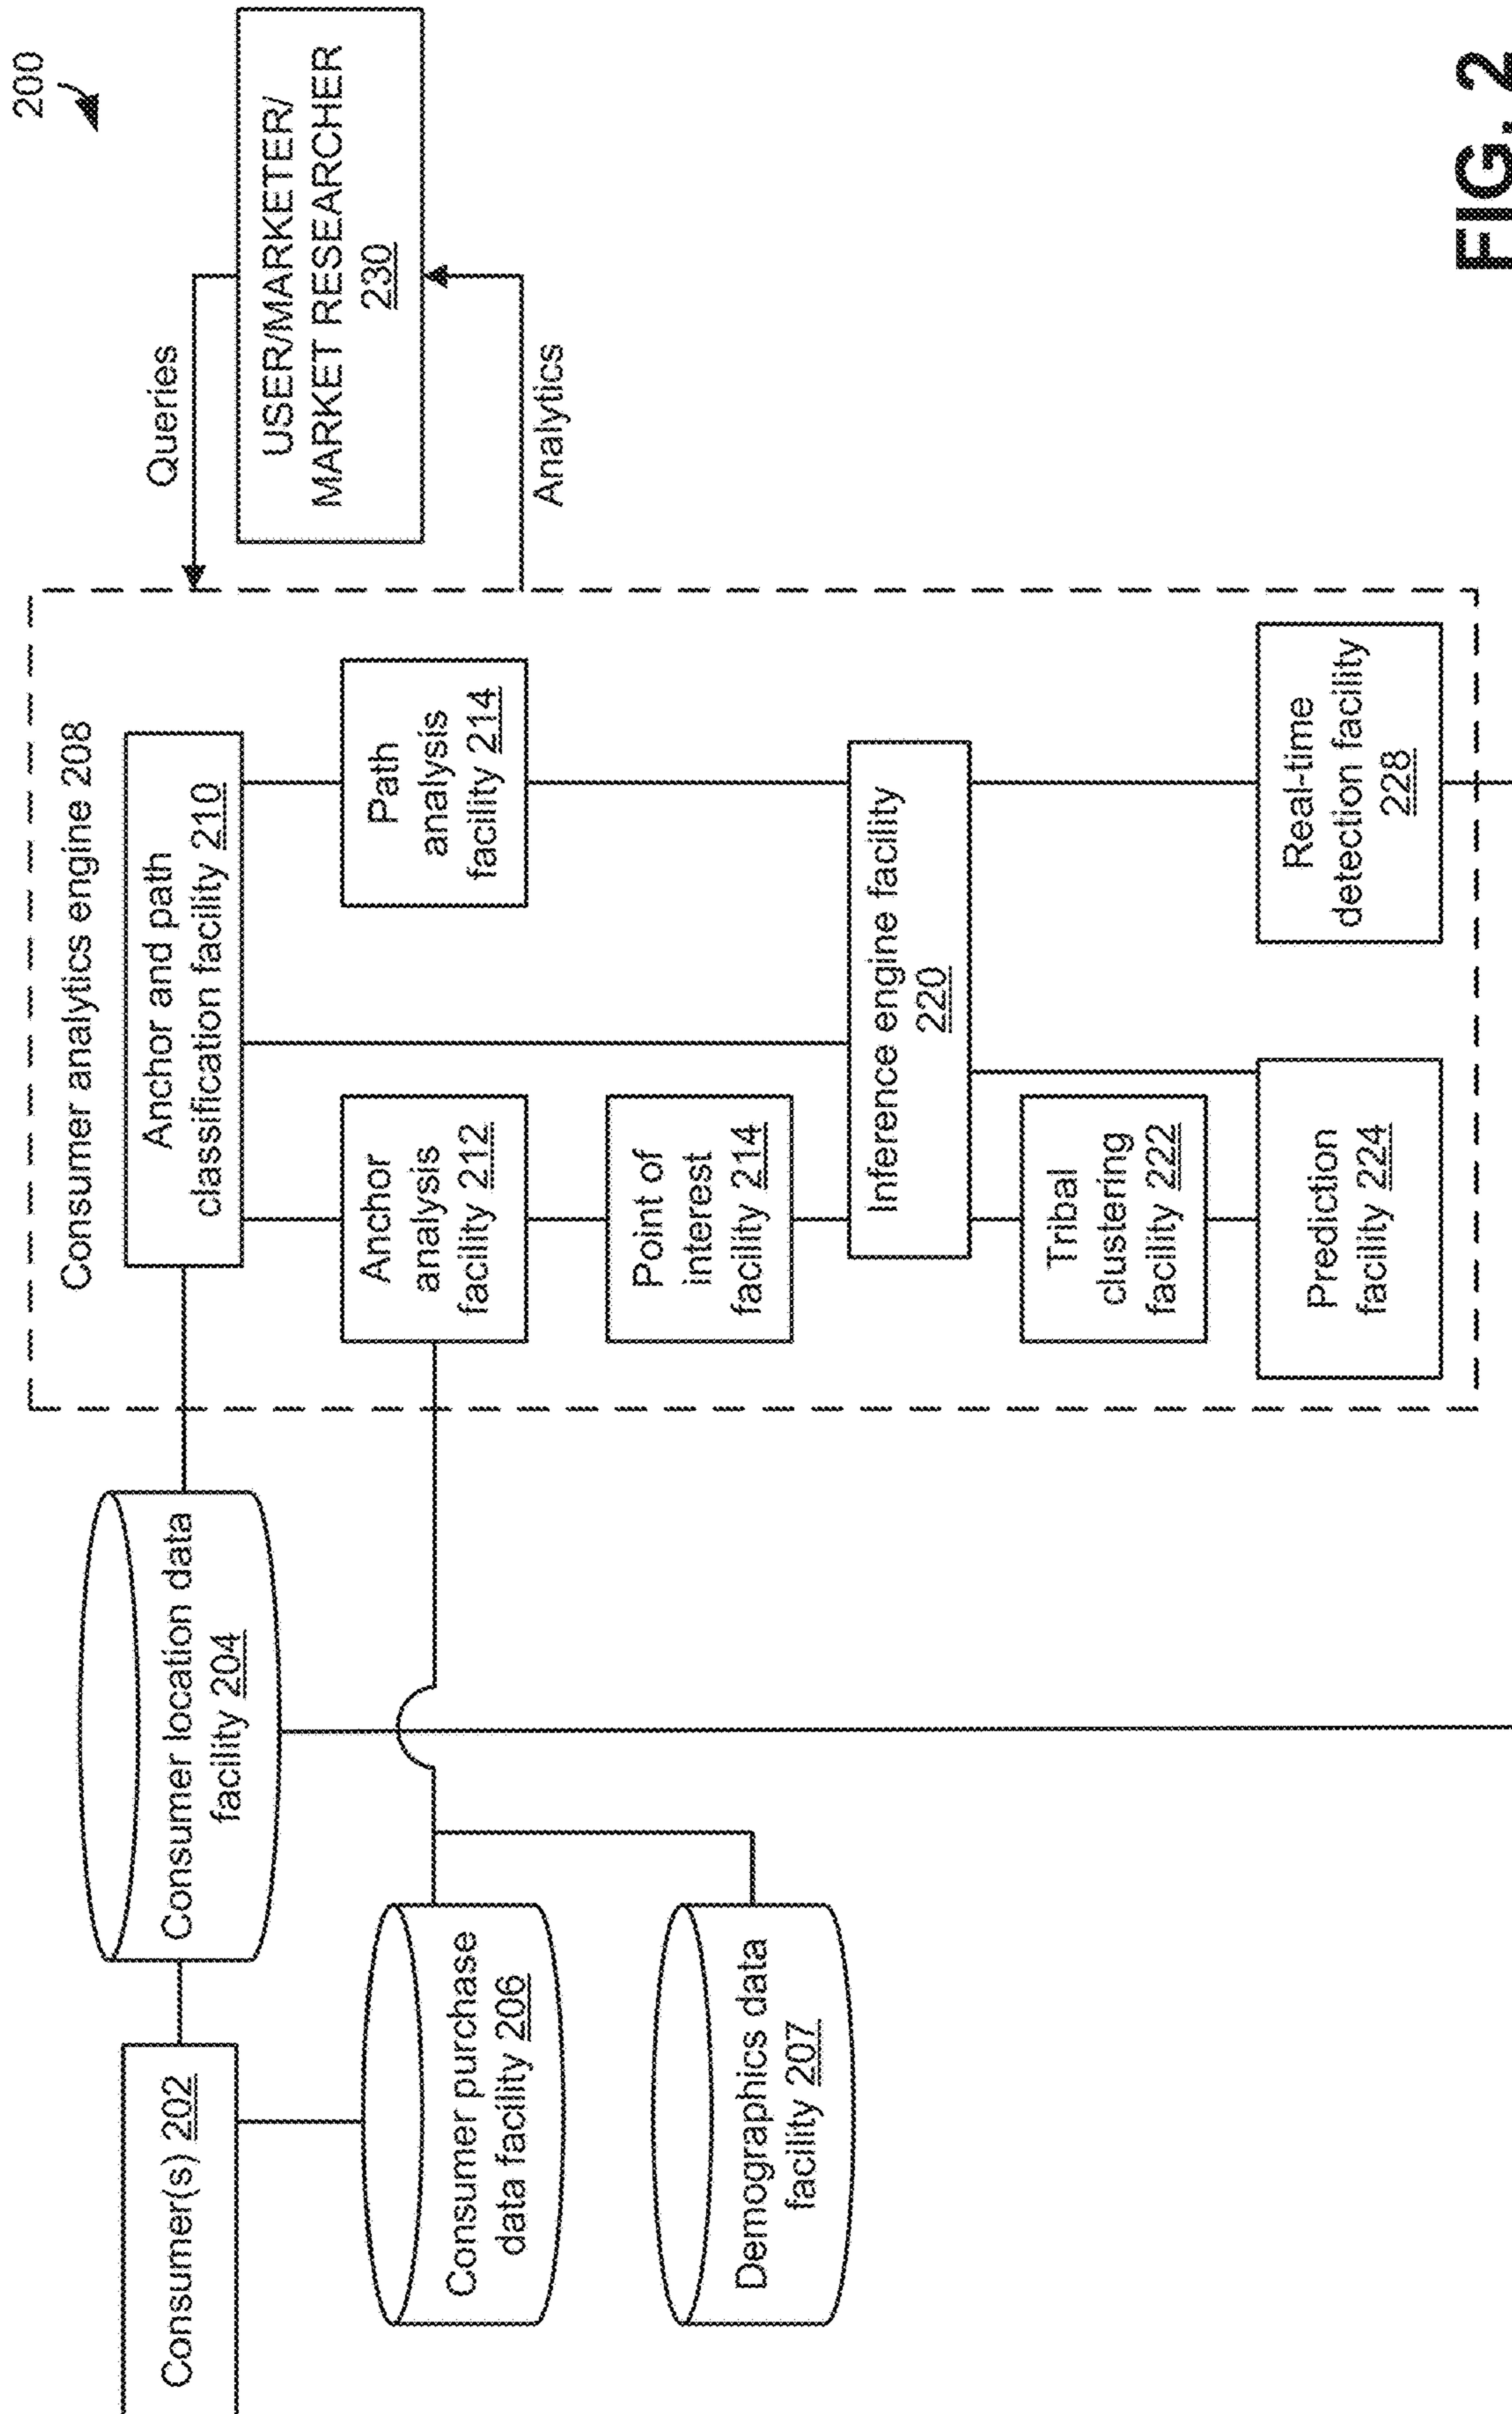 200
Consumer(s) 202
Consumer location data
facility 204
Consumer purchase
data facility 206
Demographics data
facility 207
Consumer analytics engine 208
Anchor and path
classification facility 210
Anchor
analysis
facility 212
Path
analysis
facility 214
Point of
interest
facility 214
Inference engine facility
220
Tribal
clustering
facility 222
Prediction
facility 224
Real-time
detection facility
228
Queries
USER/MARKETER/
MARKET RESEARCHER
230
Analytics
FIG. 2